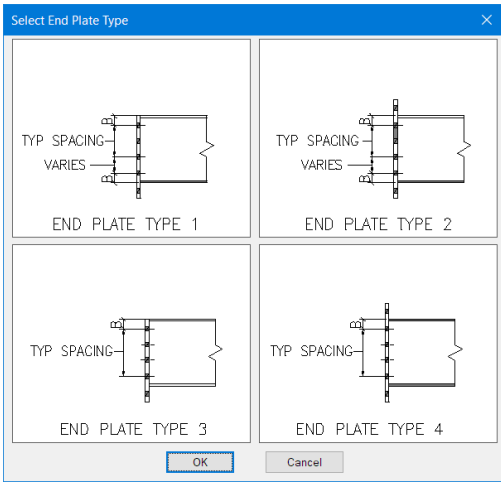 Select End Plate Type
B
TYP SPACING
VARIES
B
END PLATE TYPE 1
B
TYP SPACING
VARIES
B
END PLATE TYPE 2
B
TYP SPACING
END PLATE TYPE 3
B
TYP SPACING
END PLATE TYPE 4
OK
Cancel